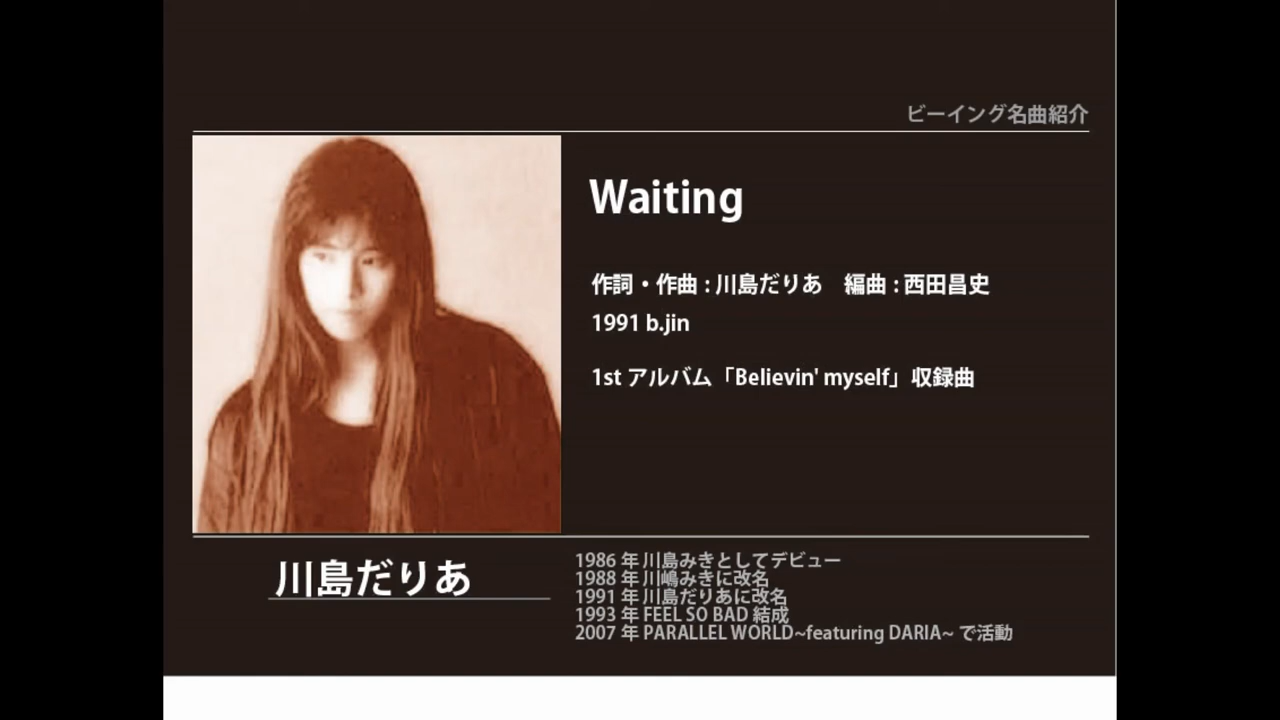 ビーイング名曲紹介
Waiting
作詞・作曲 : 川島だりあ　編曲 : 西田昌史
1991 b.jin
1st アルバム「Believin' myself」収録曲
川島だりあ
1986 年 川島みきとしてデビュー
1988 年 川嶋みきに改名
1991 年 川島だりあに改名
1993 年 FEEL SO BAD 結成
2007 年 PARALLEL WORLD~featuring DARIA~ で活動